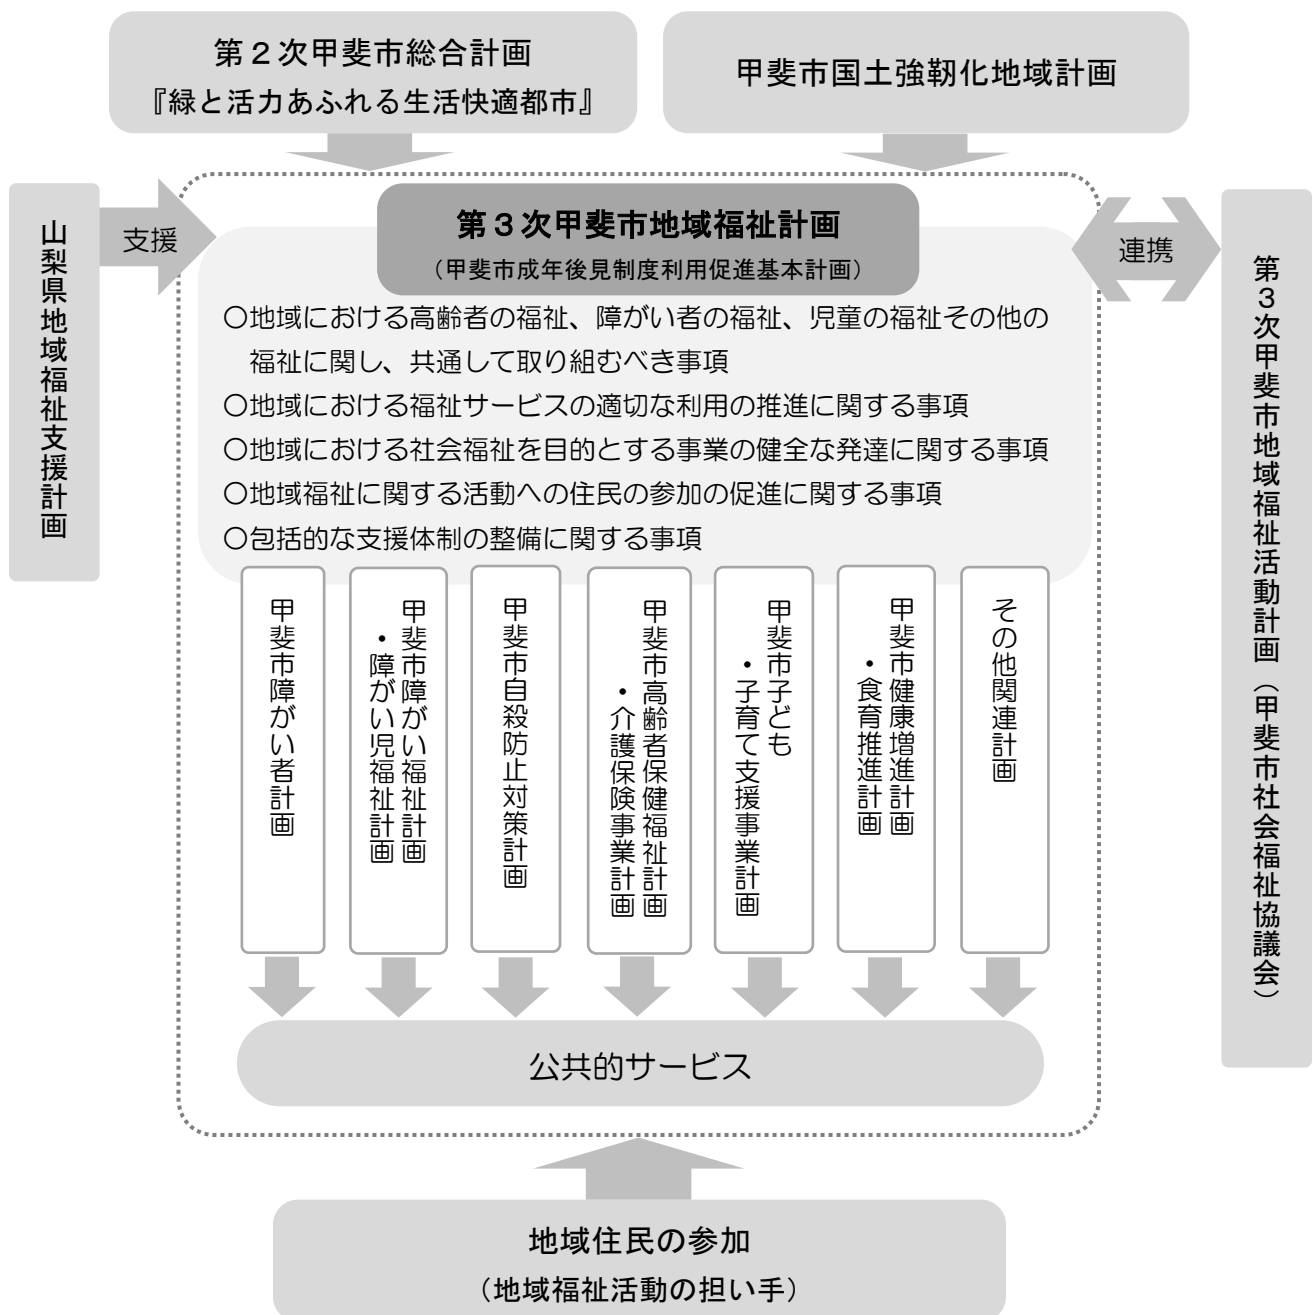 第２次甲斐市総合計画
『緑と活力あふれる生活快適都市』
甲斐市国土強靭化地域計画
山梨県地域福祉支援計画
支援
第３次甲斐市地域福祉計画
（甲斐市成年後見制度利用促進基本計画）
連携
第３次甲斐市地域福祉活動計画（甲斐市社会福祉協議会）
〇地域における高齢者の福祉、障がい者の福祉、児童の福祉その他の
福祉に関し、共通して取り組むべき事項
〇地域における福祉サービスの適切な利用の推進に関する事項
〇地域における社会福祉を目的とする事業の健全な発達に関する事項
〇地域福祉に関する活動への住民の参加の促進に関する事項
〇包括的な支援体制の整備に関する事項
甲斐市障がい者計画
甲斐市障がい福祉計画
・障がい児福祉計画
甲斐市自殺防止対策計画
甲斐市高齢者保健福祉計画
・介護保険事業計画
甲斐市子ども
・子育て支援事業計画
甲斐市健康増進計画
・食育推進計画
その他関連計画
公共的サービス
地域住民の参加
（地域福祉活動の担い手）